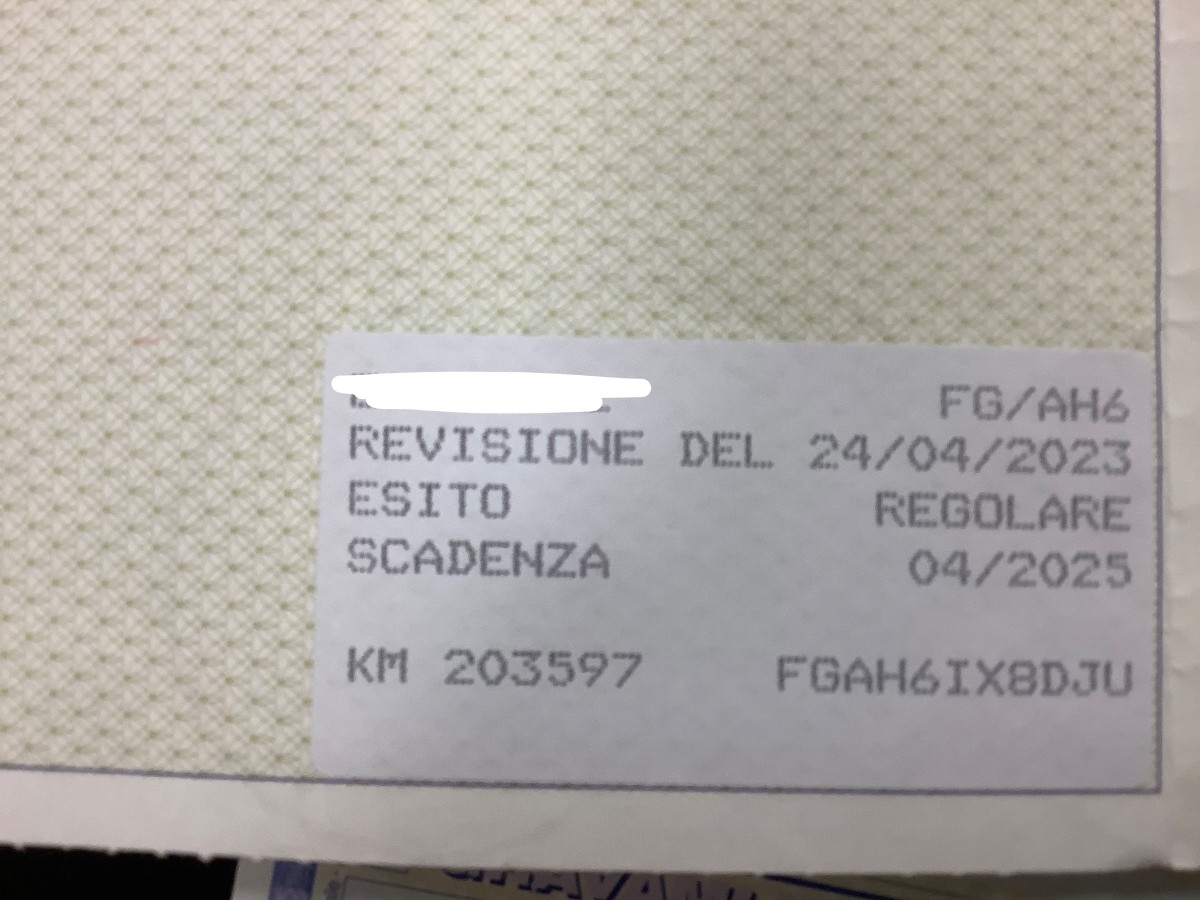 FG/AH6
REVISIONE DEL 24/04/2023
ESITO REGOLARE
SCADENZA 04/2025
KM 203597 FGAH6IX8DJU